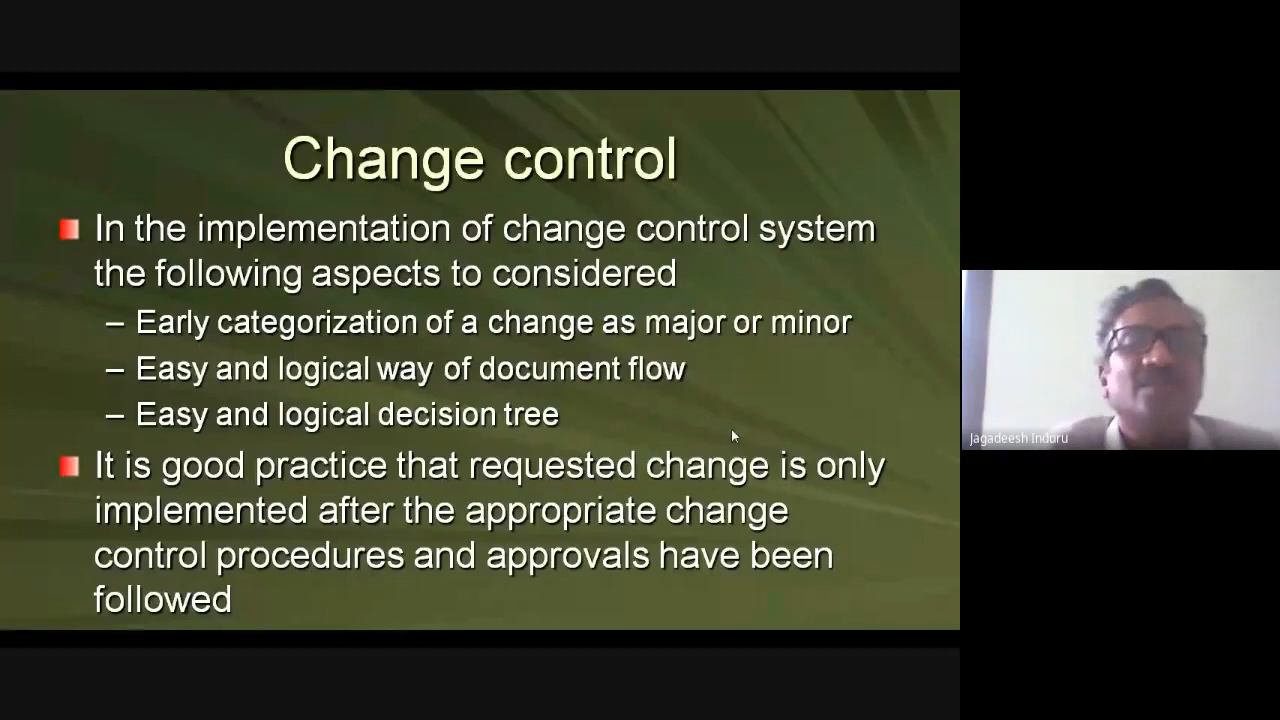 Change control
In the implementation of change control system
the following aspects to considered
– Early categorization of a change as major or minor
– Easy and logical way of document flow
– Easy and logical decision tree
It is good practice that requested change is only
implemented after the appropriate change
control procedures and approvals have been
followed
Jagadeesh Induru